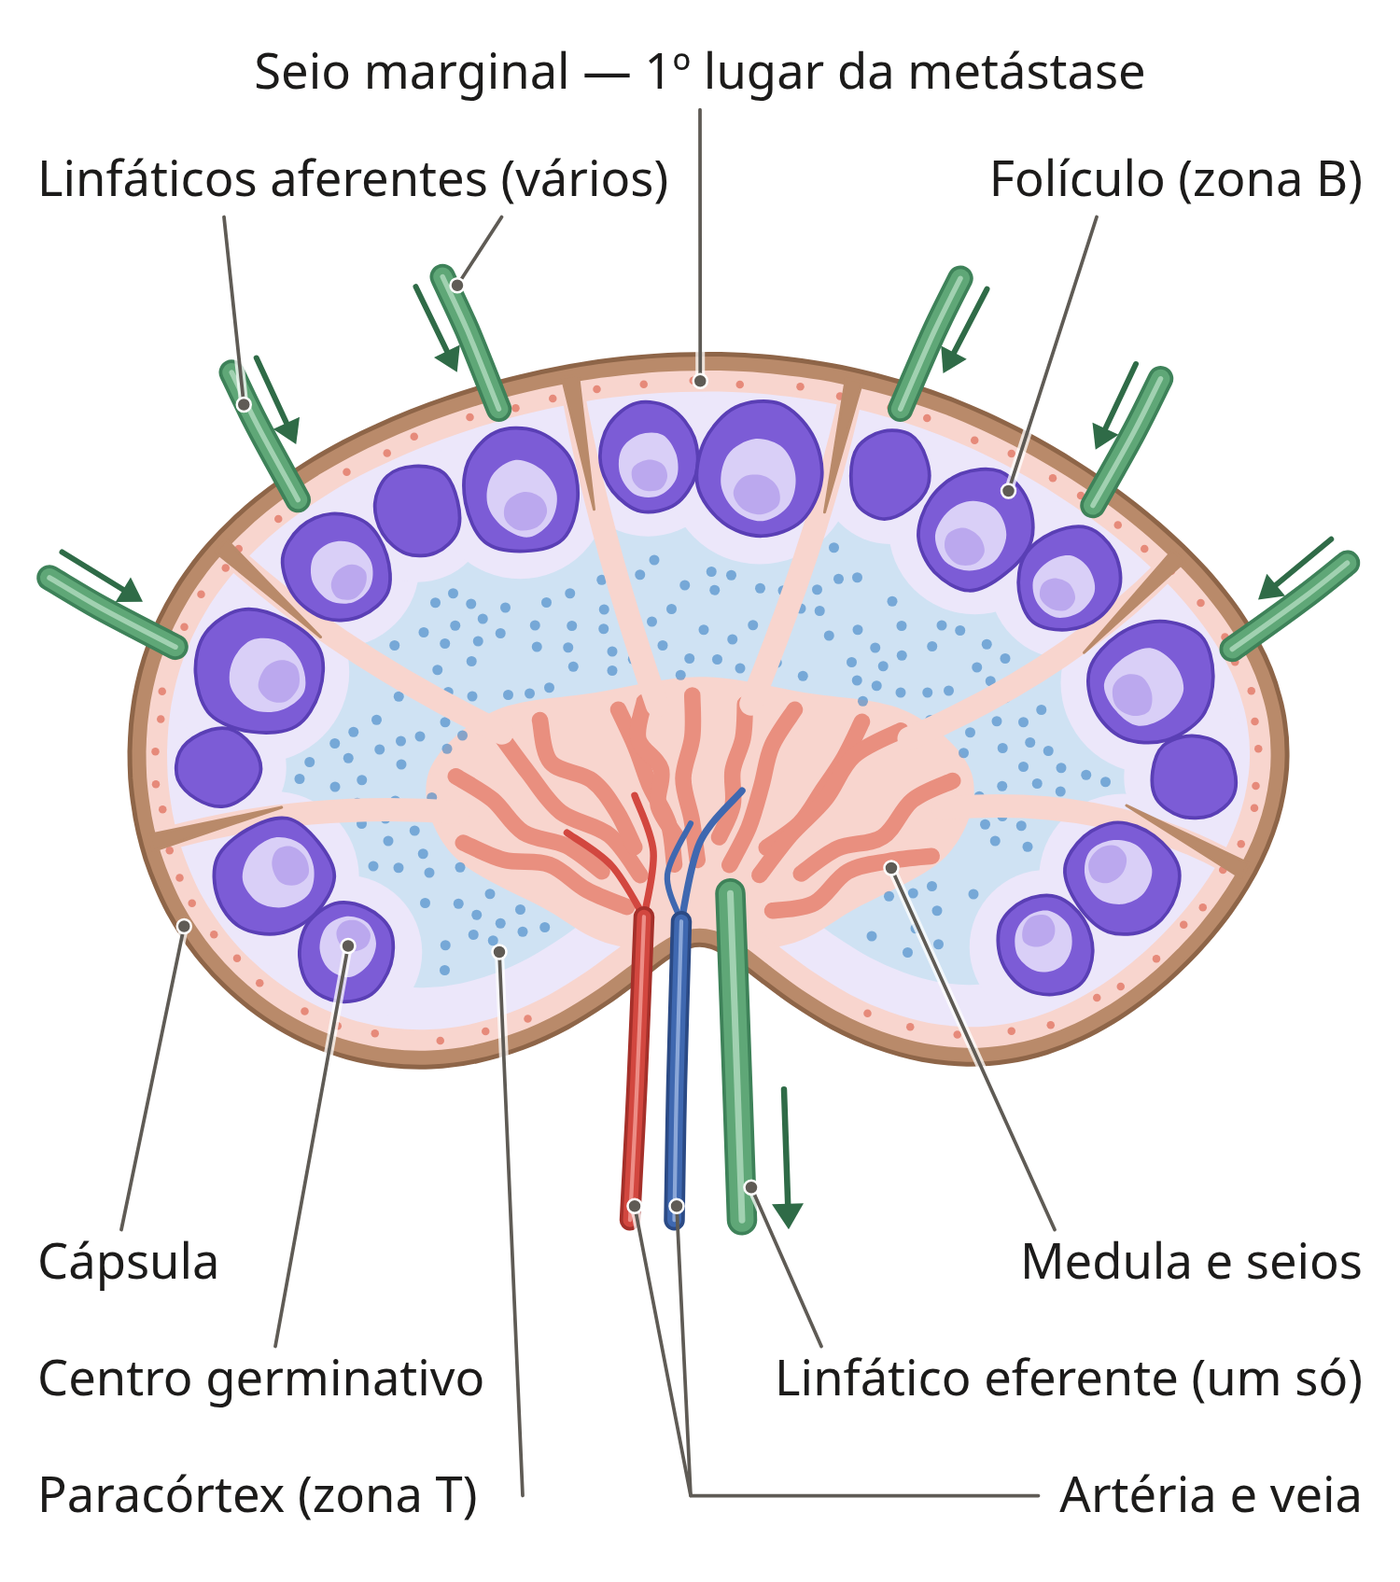 Seio marginal — 1º lugar da metástase
Linfáticos aferentes (vários)
Folículo (zona B)
Cápsula
Medula e seios
Centro germinativo
Linfático eferente (um só)
Paracórtex (zona T)
Artéria e veia